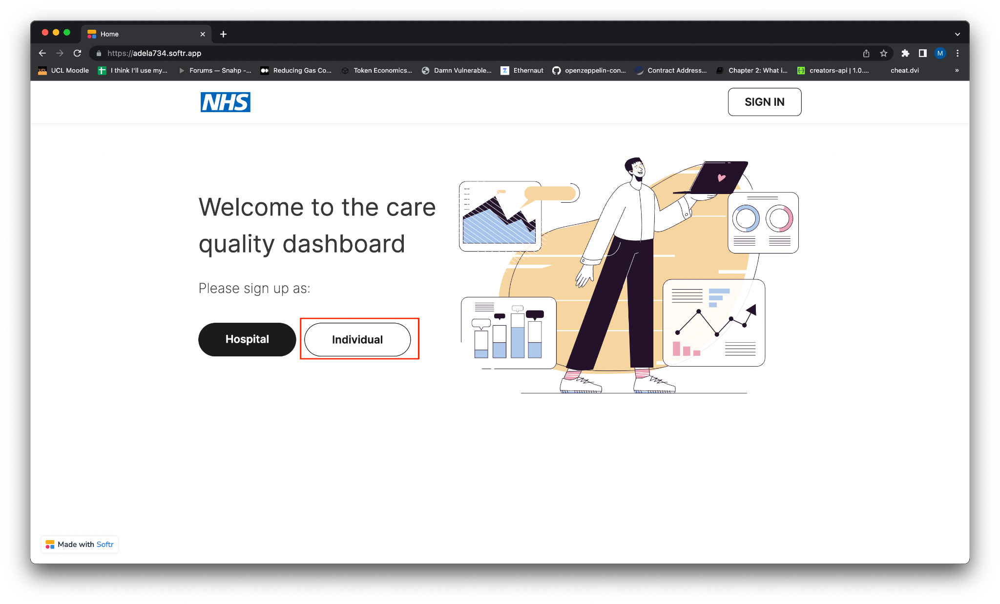 Home
https://adela734.softr.app
M
UCL Moodle
I think I'll use my...
Forums — Snahp -...
Reducing Gas Co...
Token Economics...
Damn Vulnerable...
Ethernaut
openzeppelin-con...
Contract Address...
Chapter 2: What i...
creators-api | 1.0....
cheat.dvi
»
NHS
SIGN IN
Welcome to the care
quality dashboard
Please sign up as:
Hospital
Individual
Made with Softr